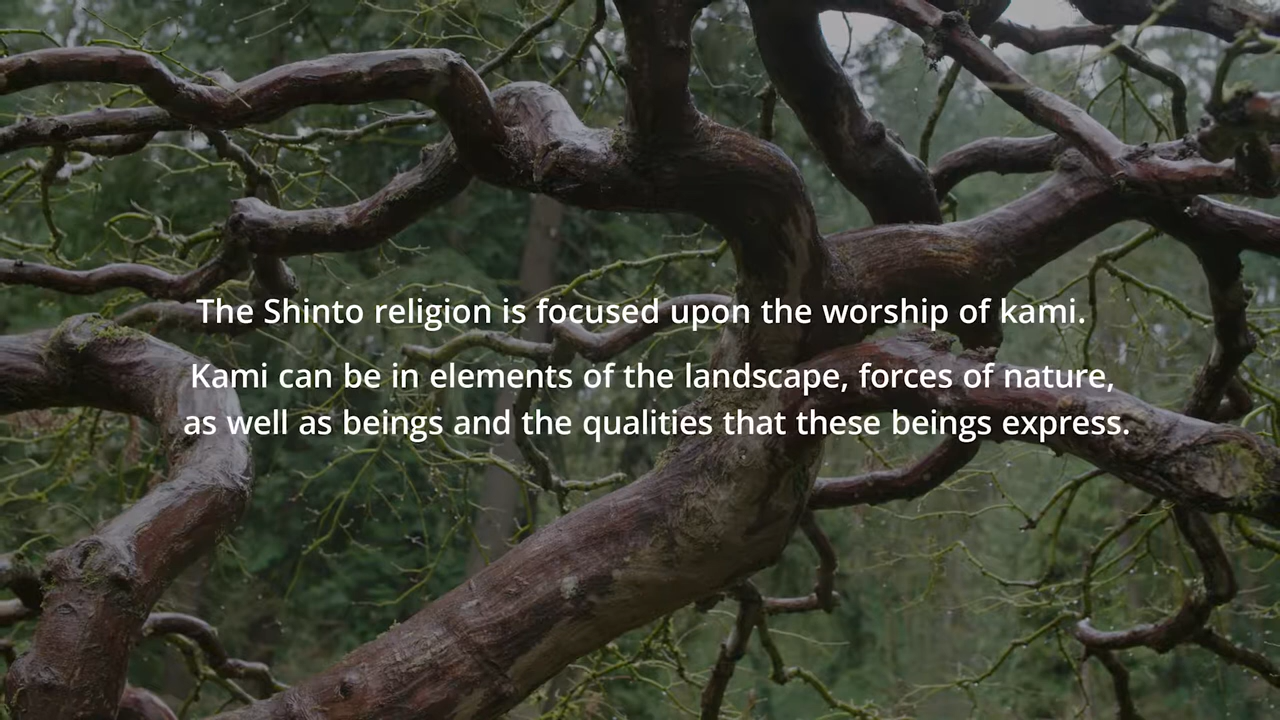 The Shinto religion is focused upon the worship of kami.
Kami can be in elements of the landscape, forces of nature,
as well as beings and the qualities that these beings express.